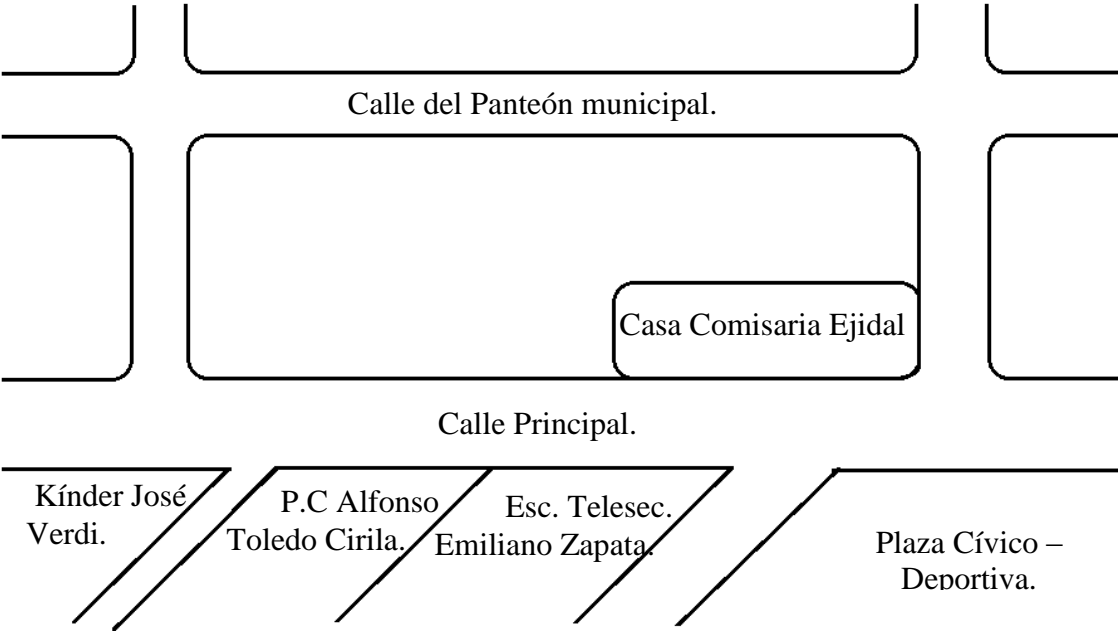 Calle del Panteón municipal.
Casa Comisaria Ejidal
Calle Principal.
Kínder José
Verdi.
P.C Alfonso
Toledo Cirila.
Esc. Telesec.
Emiliano Zapata.
Plaza Cívico –
Deportiva.